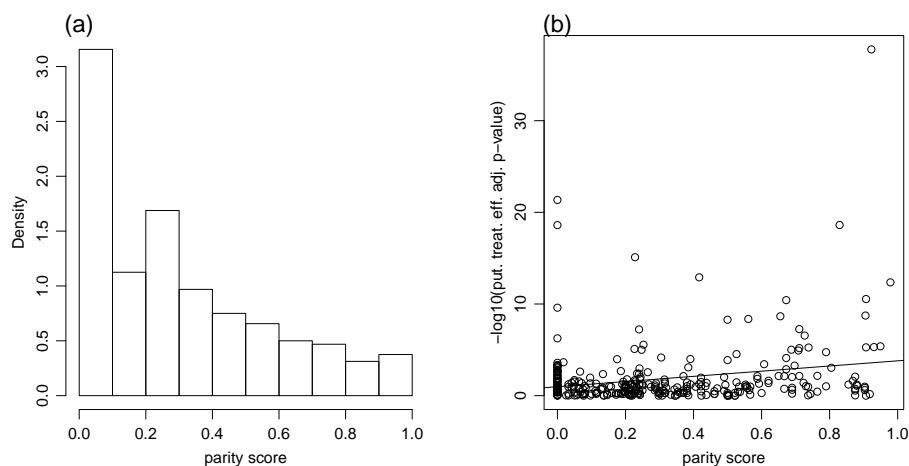 (a)
Density
0.0 0.5 1.0 1.5 2.0 2.5 3.0
0.0 0.2 0.4 0.6 0.8 1.0
parity score
(b)
−log10(put. treat. eff. adj. p−value)
0 10 20 30
0.0 0.2 0.4 0.6 0.8 1.0
parity score